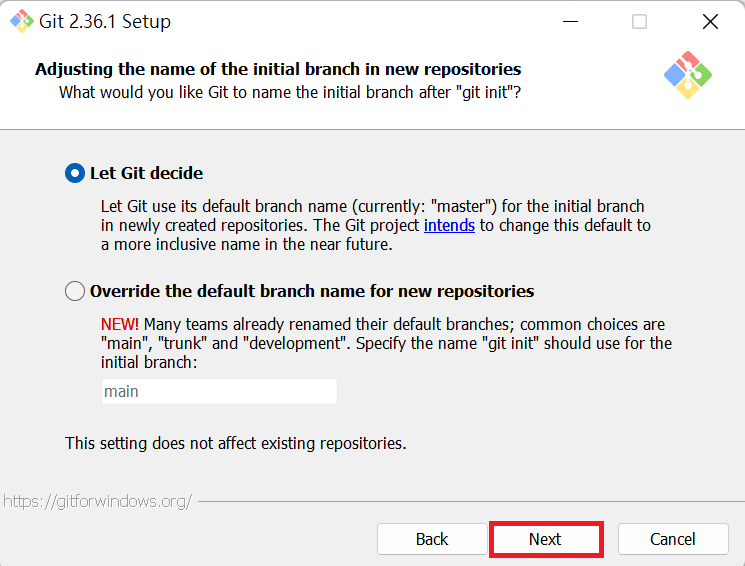 Git 2.36.1 Setup
Adjusting the name of the initial branch in new repositories
What would you like Git to name the initial branch after "git init"?
Let Git decide
Let Git use its default branch name (currently: "master") for the initial branch
in newly created repositories. The Git project intends to change this default to
a more inclusive name in the near future.
Override the default branch name for new repositories
NEW! Many teams already renamed their default branches; common choices are
"main", "trunk" and "development". Specify the name "git init" should use for the
initial branch:
main
This setting does not affect existing repositories.
https://gitforwindows.org/
Back
Next
Cancel